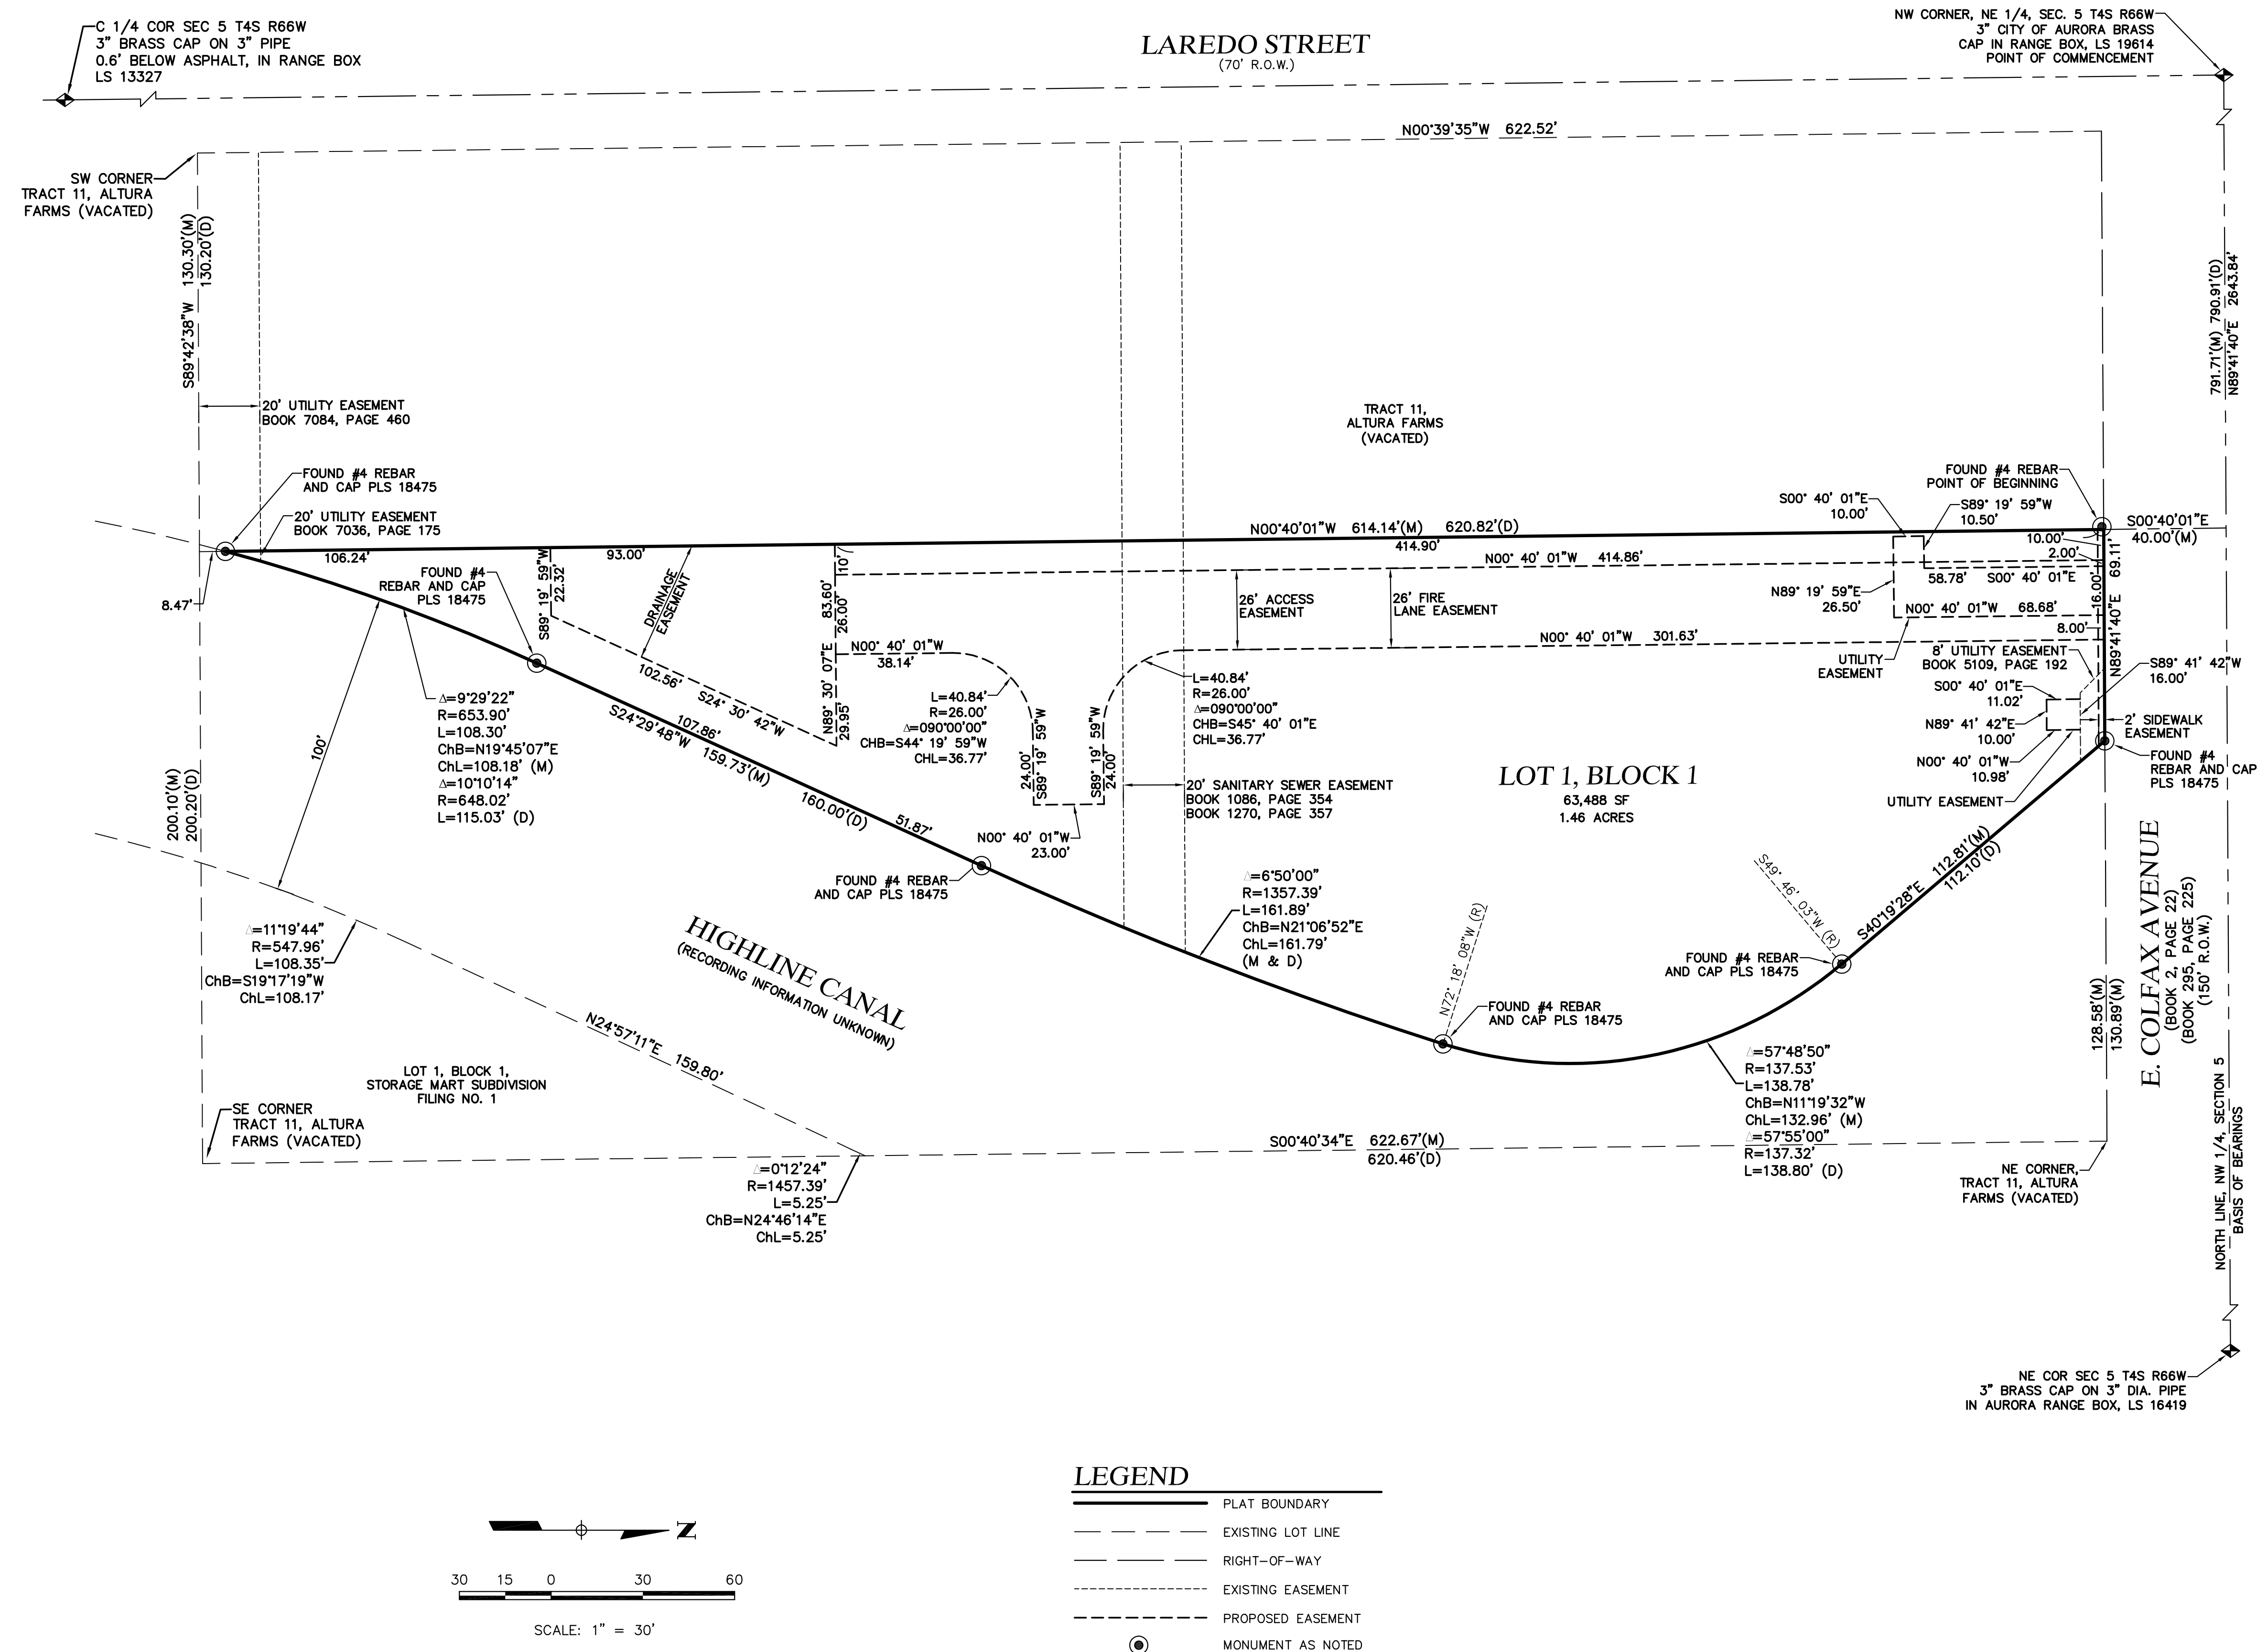 C 1/4 COR SEC 5 T4S R66W
3" BRASS CAP ON 3" PIPE
0.6' BELOW ASPHALT, IN RANGE BOX
LS 13327
LAREDO STREET
(70' R.O.W.)
NW CORNER, NE 1/4, SEC. 5 T4S R66W
3" CITY OF AURORA BRASS
CAP IN RANGE BOX, LS 19614
POINT OF COMMENCEMENT
N00°39'35"W 622.52'
SW CORNER
TRACT 11, ALTURA
FARMS (VACATED)
S89°42'38"W 130.30'(M)
130.20'(D)
791.71'(M) 790.91'(D)
N89°41'40"E 2643.84'
20' UTILITY EASEMENT
BOOK 7084, PAGE 460
TRACT 11,
ALTURA FARMS
(VACATED)
FOUND #4 REBAR
AND CAP PLS 18475
20' UTILITY EASEMENT
BOOK 7036, PAGE 175
FOUND #4 REBAR
POINT OF BEGINNING
S00° 40' 01"E
10.00'
S89° 19' 59"W
10.50'
S00°40'01"E
40.00'(M)
N00°40'01"W 614.14'(M) 620.82'(D)
106.24'
93.00'
414.90'
10.00'
2.00'
N89°41'40"E 69.11'
16.00'
8.47'
FOUND #4
REBAR AND CAP
PLS 18475
S89° 19' 59"W
22.32'
DRAINAGE
EASEMENT
10'
N89° 30' 07"E 83.60'
26.00'
29.95'
N00° 40' 01"W 414.86'
58.78' S00° 40' 01"E
N89° 19' 59"E
26.50'
N00° 40' 01"W 68.68'
26' ACCESS
EASEMENT
26' FIRE
LANE EASEMENT
N00° 40' 01"W
38.14'
N00° 40' 01"W 301.63'
8.00'
UTILITY
EASEMENT
8' UTILITY EASEMENT
BOOK 5109, PAGE 192
S89° 41' 42"W
16.00'
S00° 40' 01"E
11.02'
N89° 41' 42"E
10.00'
2' SIDEWALK
EASEMENT
N00° 40' 01"W
10.98'
FOUND #4
REBAR AND CAP
PLS 18475
UTILITY EASEMENT
102.56' S24° 30' 42"W
107.86'
S24°29'48"W 159.73'(M)
160.00'(D)
51.87'
Δ=9°29'22"
R=653.90'
L=108.30'
ChB=N19°45'07"E
ChL=108.18' (M)
Δ=10°10'14"
R=648.02'
L=115.03' (D)
100'
L=40.84'
R=26.00'
Δ=090°00'00"
CHB=S44° 19' 59"W
CHL=36.77'
24.00'
S89° 19' 59"W
S89° 19' 59"W
24.00'
L=40.84'
R=26.00'
Δ=090°00'00"
CHB=S45° 40' 01"E
CHL=36.77'
20' SANITARY SEWER EASEMENT
BOOK 1086, PAGE 354
BOOK 1270, PAGE 357
LOT 1, BLOCK 1
63,488 SF
1.46 ACRES
N00° 40' 01"W
23.00'
200.10'(M)
200.20'(D)
FOUND #4 REBAR
AND CAP PLS 18475
Δ=6°50'00"
R=1357.39'
L=161.89'
ChB=N21°06'52"E
ChL=161.79'
(M & D)
S49° 46' 03"W (R)
S40°19'28"E 112.81'(M)
112.10'(D)
FOUND #4 REBAR
AND CAP PLS 18475
N72° 18' 08"W (R)
FOUND #4 REBAR
AND CAP PLS 18475
E. COLFAX AVENUE
(BOOK 2, PAGE 22)
(BOOK 295, PAGE 225)
(150' R.O.W.)
128.58'(M)
130.89'(M)
Δ=11°19'44"
R=547.96'
L=108.35'
ChB=S19°17'19"W
ChL=108.17'
HIGHLINE CANAL
(RECORDING INFORMATION UNKNOWN)
N24°57'11"E 159.80'
LOT 1, BLOCK 1,
STORAGE MART SUBDIVISION
FILING NO. 1
SE CORNER
TRACT 11, ALTURA
FARMS (VACATED)
Δ=57°48'50"
R=137.53'
L=138.78'
ChB=N11°19'32"W
ChL=132.96' (M)
Δ=57°55'00"
R=137.32'
L=138.80' (D)
S00°40'34"E 622.67'(M)
620.46'(D)
Δ=0°12'24"
R=1457.39'
L=5.25'
ChB=N24°46'14"E
ChL=5.25'
NE CORNER,
TRACT 11, ALTURA
FARMS (VACATED)
NORTH LINE, NW 1/4, SECTION 5
BASIS OF BEARINGS
NE COR SEC 5 T4S R66W
3" BRASS CAP ON 3" DIA. PIPE
IN AURORA RANGE BOX, LS 16419
LEGEND
PLAT BOUNDARY
EXISTING LOT LINE
RIGHT-OF-WAY
EXISTING EASEMENT
PROPOSED EASEMENT
MONUMENT AS NOTED
N
30 15 0 30 60
SCALE: 1" = 30'